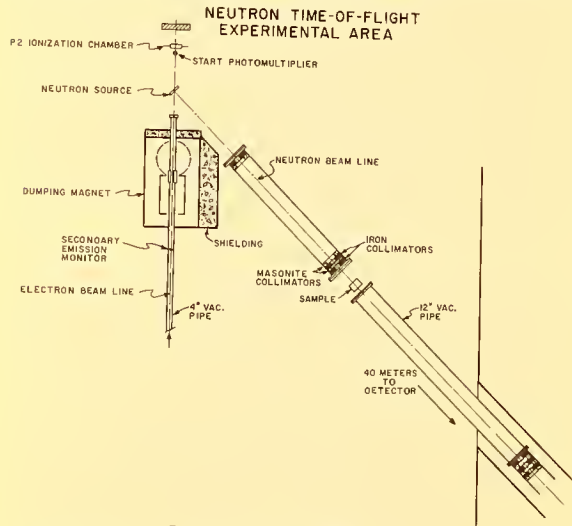 NEUTRON TIME-OF-FLIGHT
EXPERIMENTAL AREA
P2 IONIZATION CHAMBER
START PHOTOMULTIPLIER
NEUTRON SOURCE
NEUTRON BEAM LINE
DUMPING MAGNET
SHIELDING
IRON
COLLIMATORS
SECONDARY
EMISSION
MONITOR
MASONITE
COLLIMATORS
SAMPLE
ELECTRON BEAM LINE
4" VAC.
PIPE
12" VAC.
PIPE
40 METERS
TO
DETECTOR